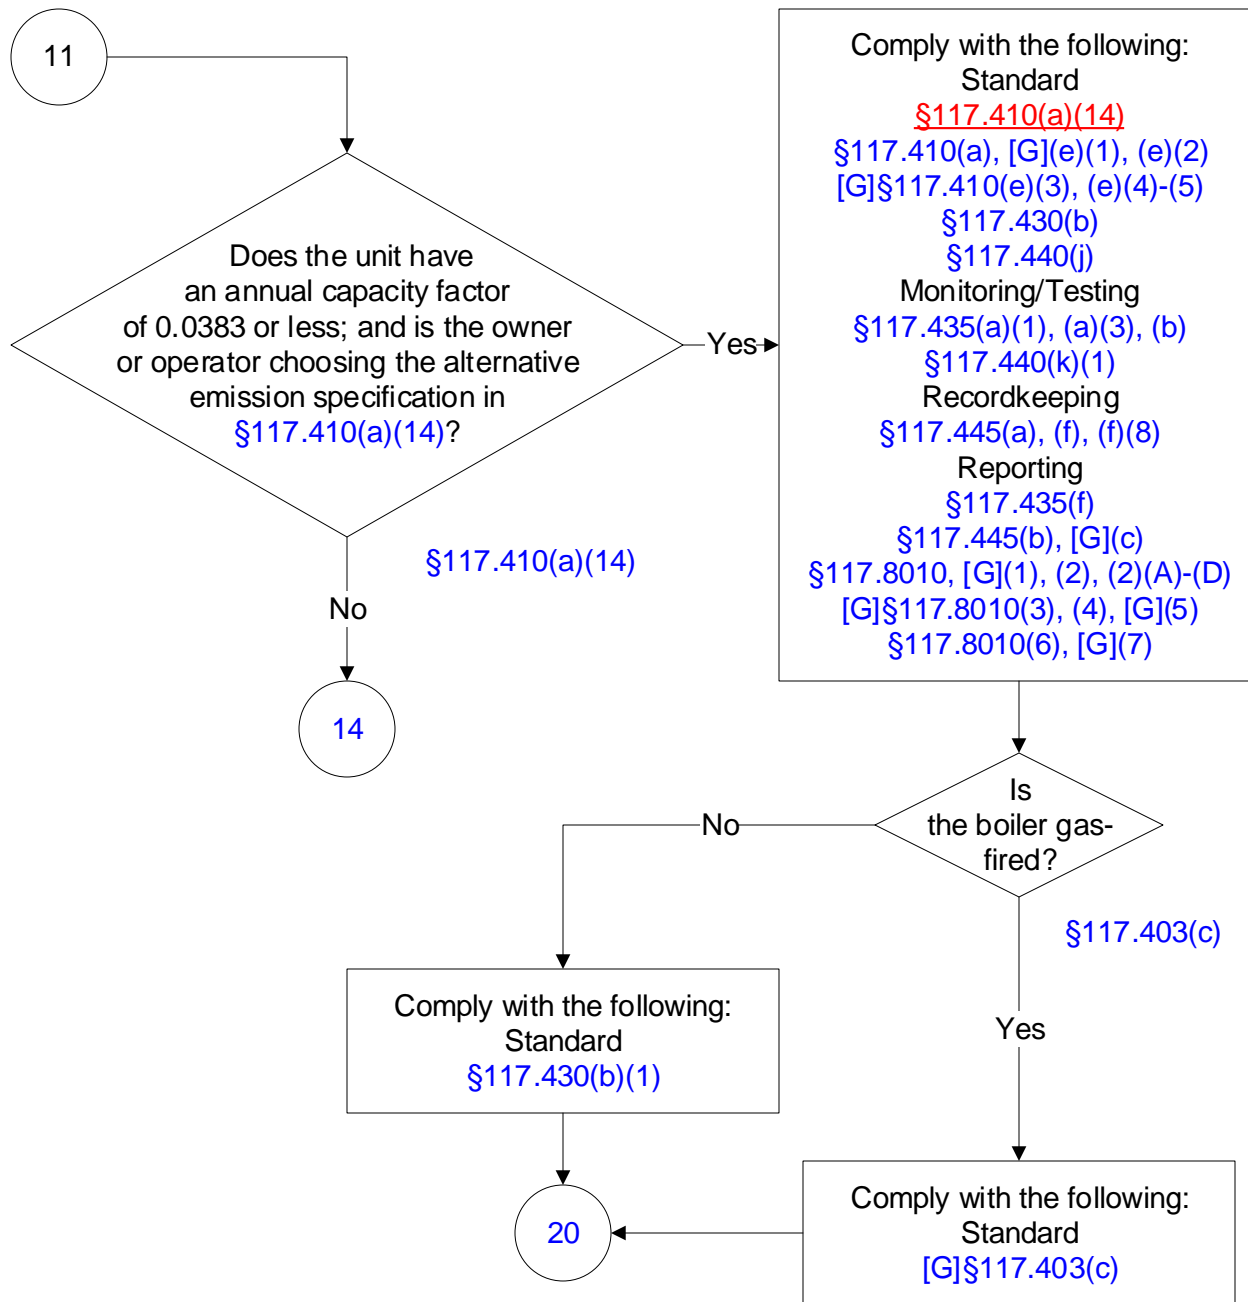 11
Does the unit have
an annual capacity factor
of 0.0383 or less; and is the owner
or operator choosing the alternative
emission specification in
§117.410(a)(14)?
Yes
Comply with the following:
Standard
§117.410(a)(14)
§117.410(a), [G](e)(1), (e)(2)
[G]§117.410(e)(3), (e)(4)-(5)
§117.430(b)
§117.440(j)
Monitoring/Testing
§117.435(a)(1), (a)(3), (b)
§117.440(k)(1)
Recordkeeping
§117.445(a), (f), (f)(8)
Reporting
§117.435(f)
§117.445(b), [G](c)
§117.8010, [G](1), (2), (2)(A)-(D)
[G]§117.8010(3), (4), [G](5)
§117.8010(6), [G](7)
§117.410(a)(14)
No
14
Is
the boiler gas-
fired?
No
§117.403(c)
Yes
Comply with the following:
Standard
§117.430(b)(1)
20
Comply with the following:
Standard
[G]§117.403(c)